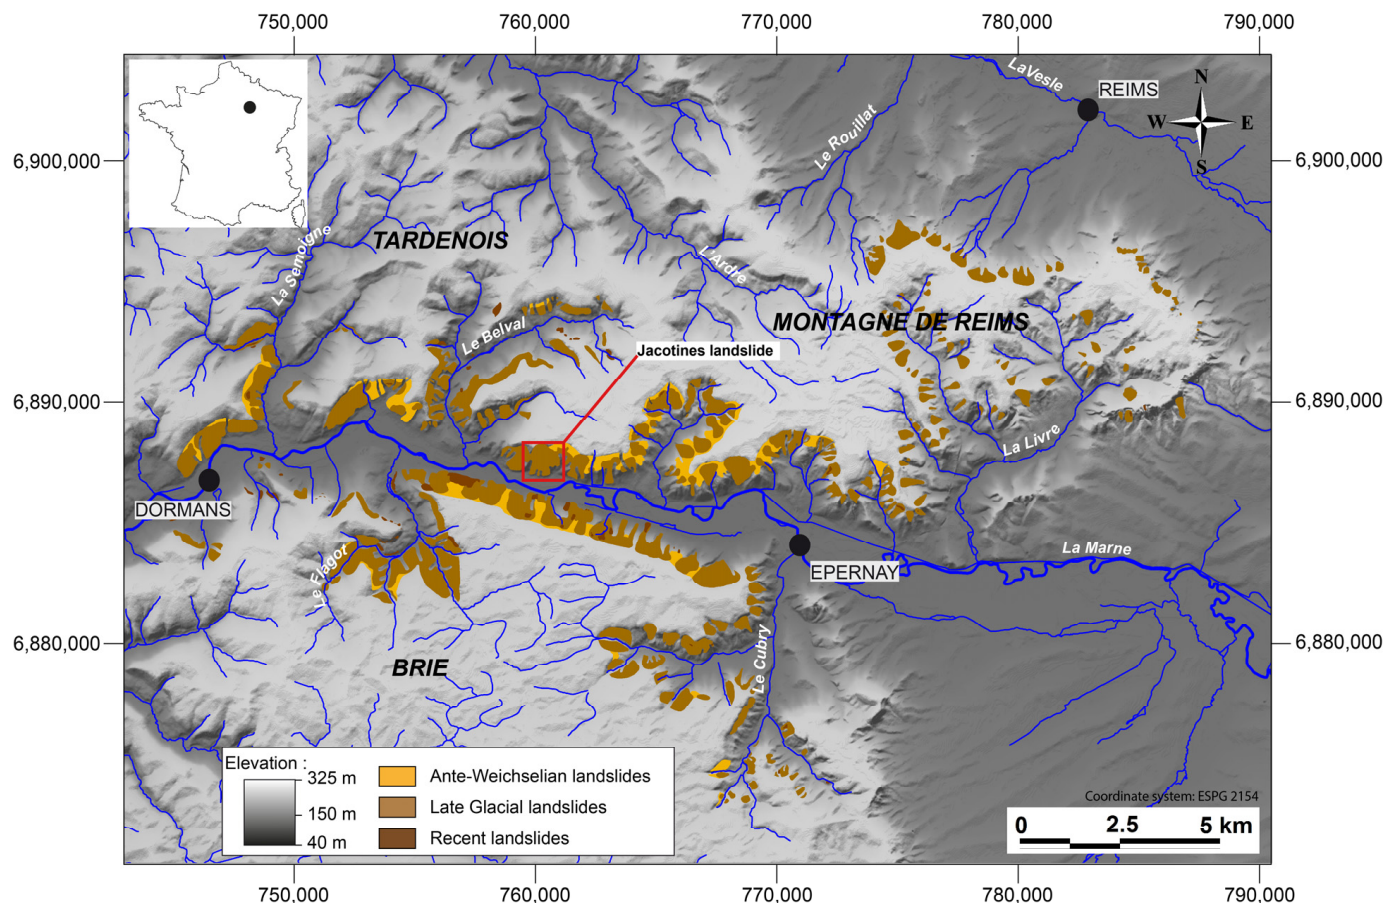 750,000 760,000 770,000 780,000 790,000
LaVesle
REIMS
N
W E
S
Le Rouillat
6,900,000 6,900,000
La Semoigne
TARDENOIS
L'Ardre
Le Belval
MONTAGNE DE REIMS
Jacotines landslide
6,890,000 6,890,000
La Livre
DORMANS
Le Flagot
EPERNAY
La Marne
6,880,000 6,880,000
BRIE
Le Cubry
Elevation :
325 m
150 m
40 m
Ante-Weichselian landslides
Late Glacial landslides
Recent landslides
Coordinate system: ESPG 2154
0 2.5 5 km
750,000 760,000 770,000 780,000 790,000